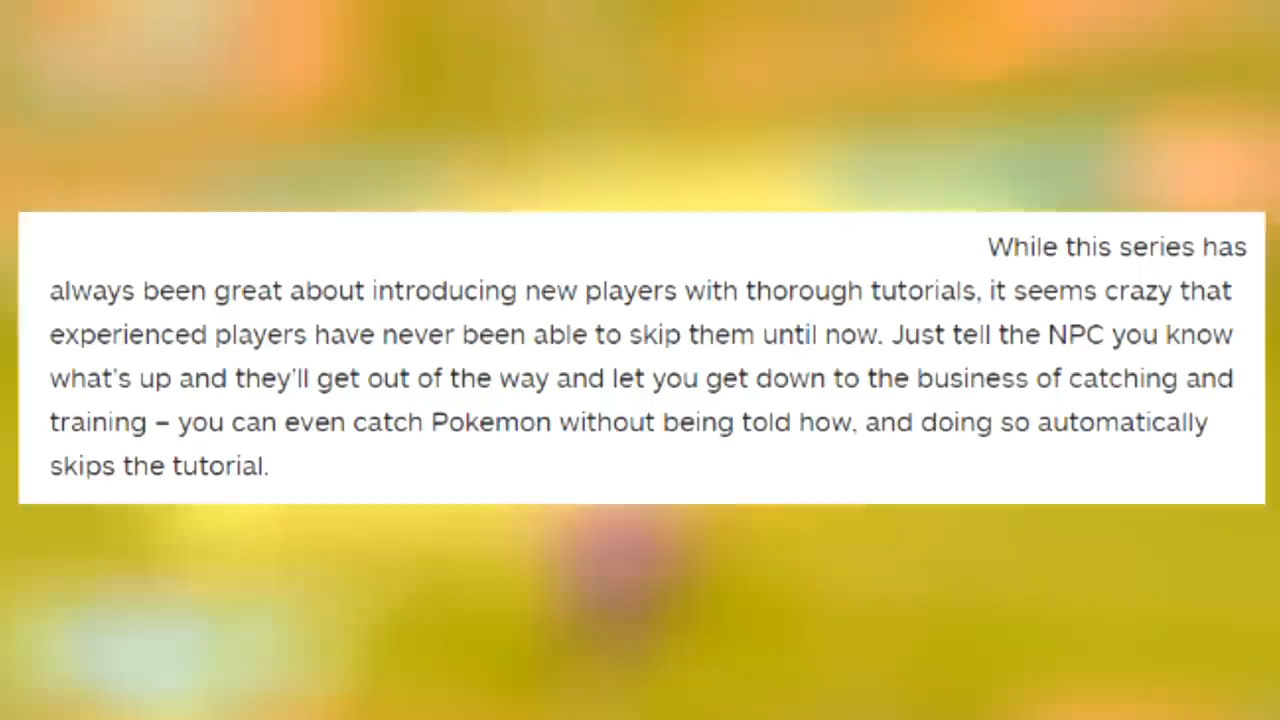 While this series has
always been great about introducing new players with thorough tutorials, it seems crazy that
experienced players have never been able to skip them until now. Just tell the NPC you know
what's up and they'll get out of the way and let you get down to the business of catching and
training – you can even catch Pokemon without being told how, and doing so automatically
skips the tutorial.